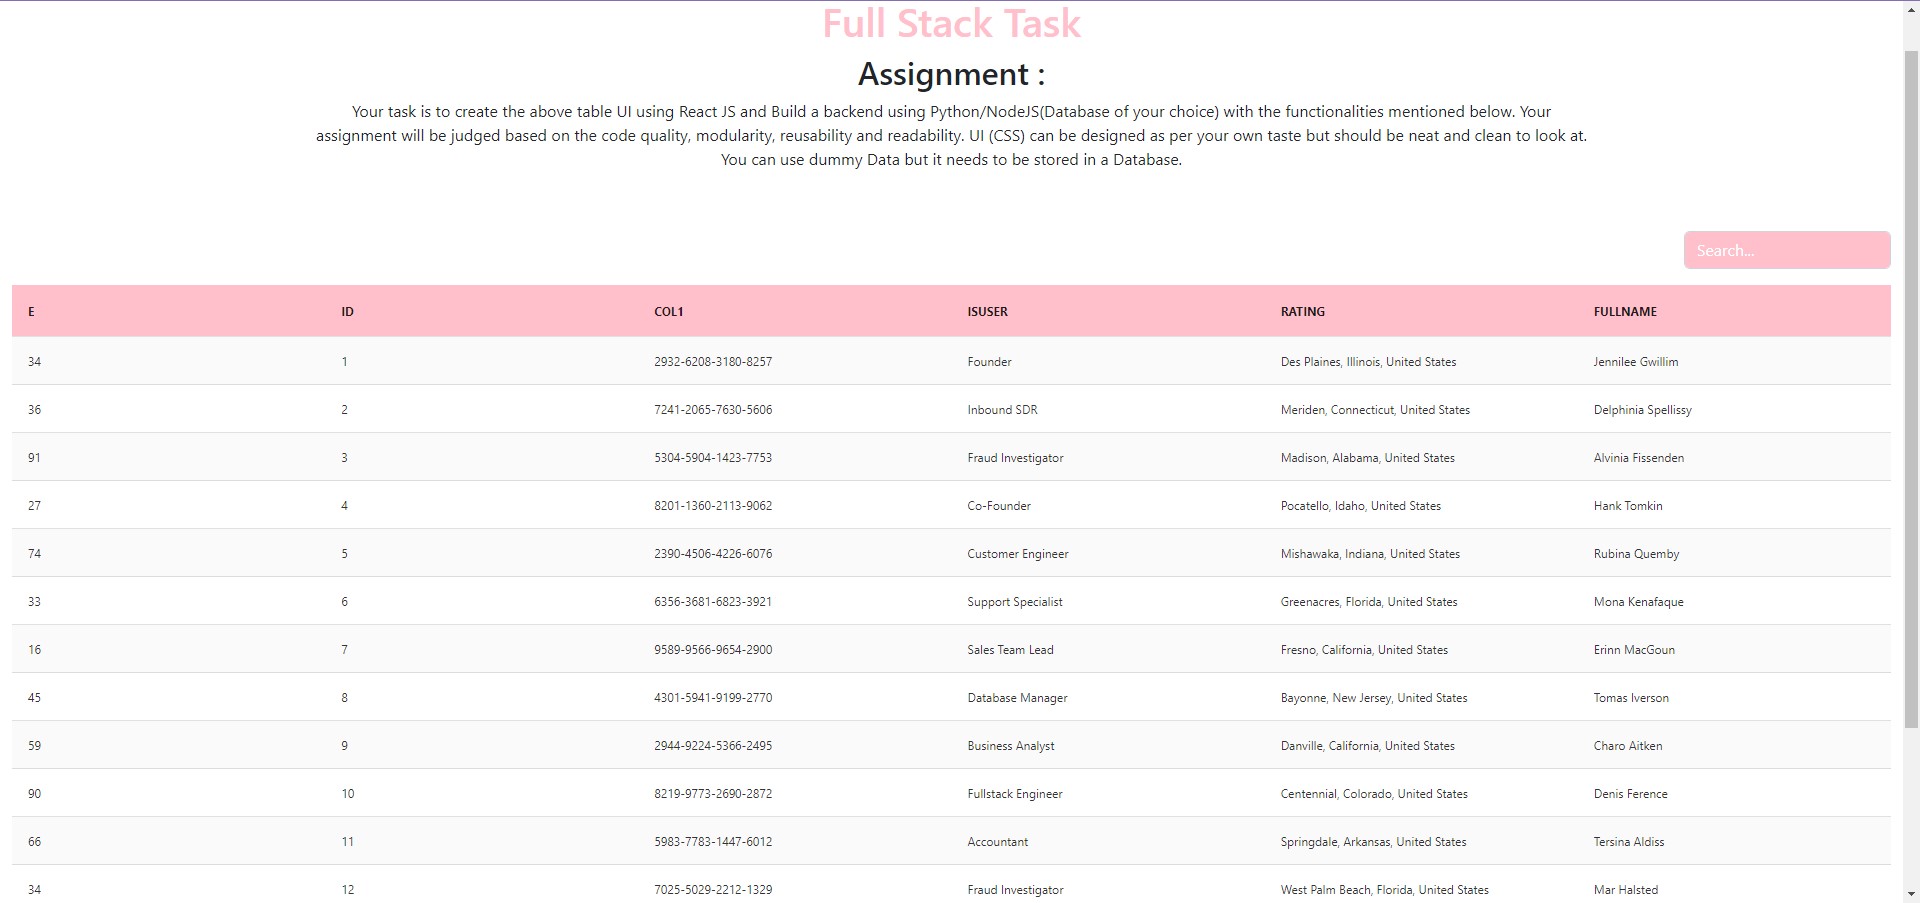 Full Stack Task
Assignment :
Your task is to create the above table UI using React JS and Build a backend using Python/NodeJS(Database of your choice) with the functionalities mentioned below. Your
assignment will be judged based on the code quality, modularity, reusability and readability. UI (CSS) can be designed as per your own taste but should be neat and clean to look at.
You can use dummy Data but it needs to be stored in a Database.
Search...
E ID COL1 ISUSER RATING FULLNAME
34 1 2932-6208-3180-8257 Founder Des Plaines, Illinois, United States Jennilee Gwillim
36 2 7241-2065-7630-5606 Inbound SDR Meriden, Connecticut, United States Delphinia Spellissy
91 3 5304-5904-1423-7753 Fraud Investigator Madison, Alabama, United States Alvinia Fissenden
27 4 8201-1360-2113-9062 Co-Founder Pocatello, Idaho, United States Hank Tomkin
74 5 2390-4506-4226-6076 Customer Engineer Mishawaka, Indiana, United States Rubina Quemby
33 6 6356-3681-6823-3921 Support Specialist Greenacres, Florida, United States Mona Kenafaque
16 7 9589-9566-9654-2900 Sales Team Lead Fresno, California, United States Erinn MacGoun
45 8 4301-5941-9199-2770 Database Manager Bayonne, New Jersey, United States Tomas Iverson
59 9 2944-9224-5366-2495 Business Analyst Danville, California, United States Charo Aitken
90 10 8219-9773-2690-2872 Fullstack Engineer Centennial, Colorado, United States Denis Ference
66 11 5983-7783-1447-6012 Accountant Springdale, Arkansas, United States Tersina Aldiss
34 12 7025-5029-2212-1329 Fraud Investigator West Palm Beach, Florida, United States Mar Halsted